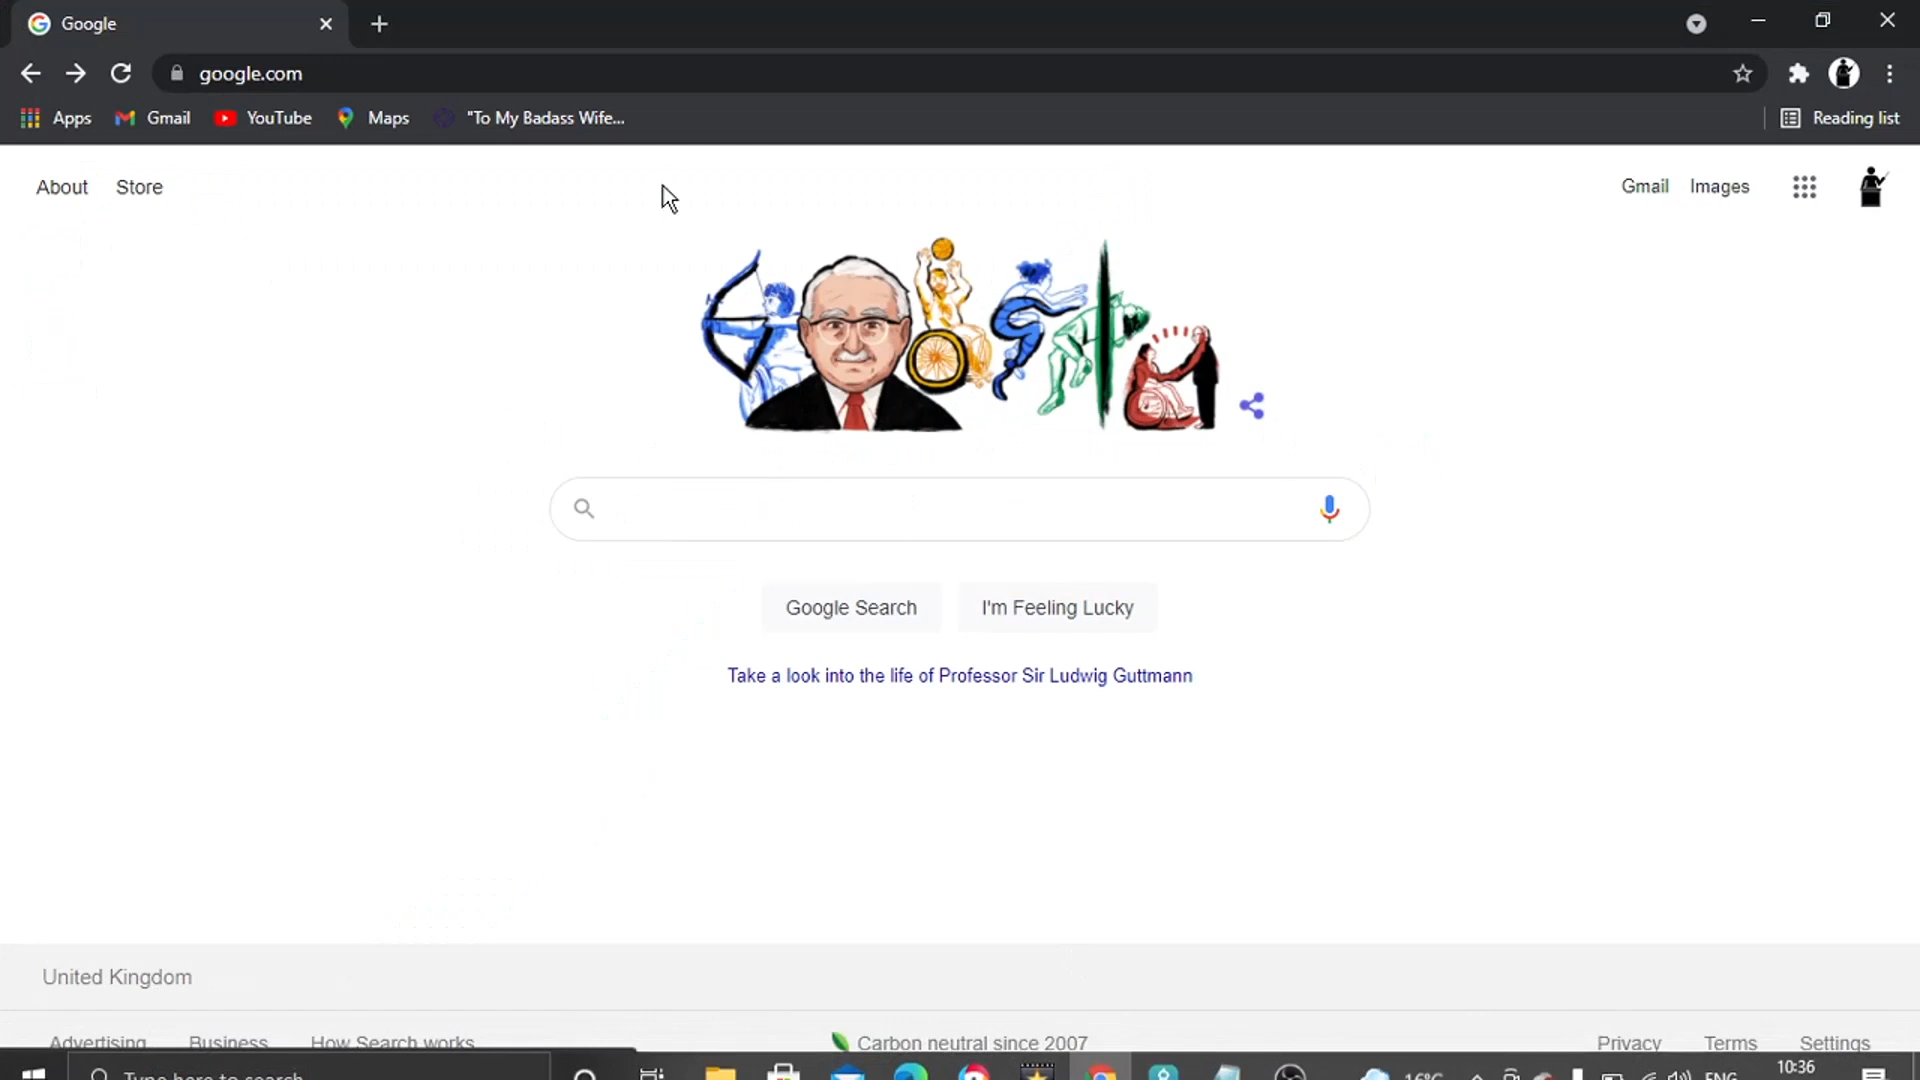 Google
google.com
Apps Gmail YouTube Maps "To My Badass Wife... Reading list
About Store Gmail Images
Google Search I'm Feeling Lucky
Take a look into the life of Professor Sir Ludwig Guttmann
United Kingdom
Advertising Business How Search works Carbon neutral since 2007 Privacy Terms Settings
Type here to search 16°C ENG 10:36